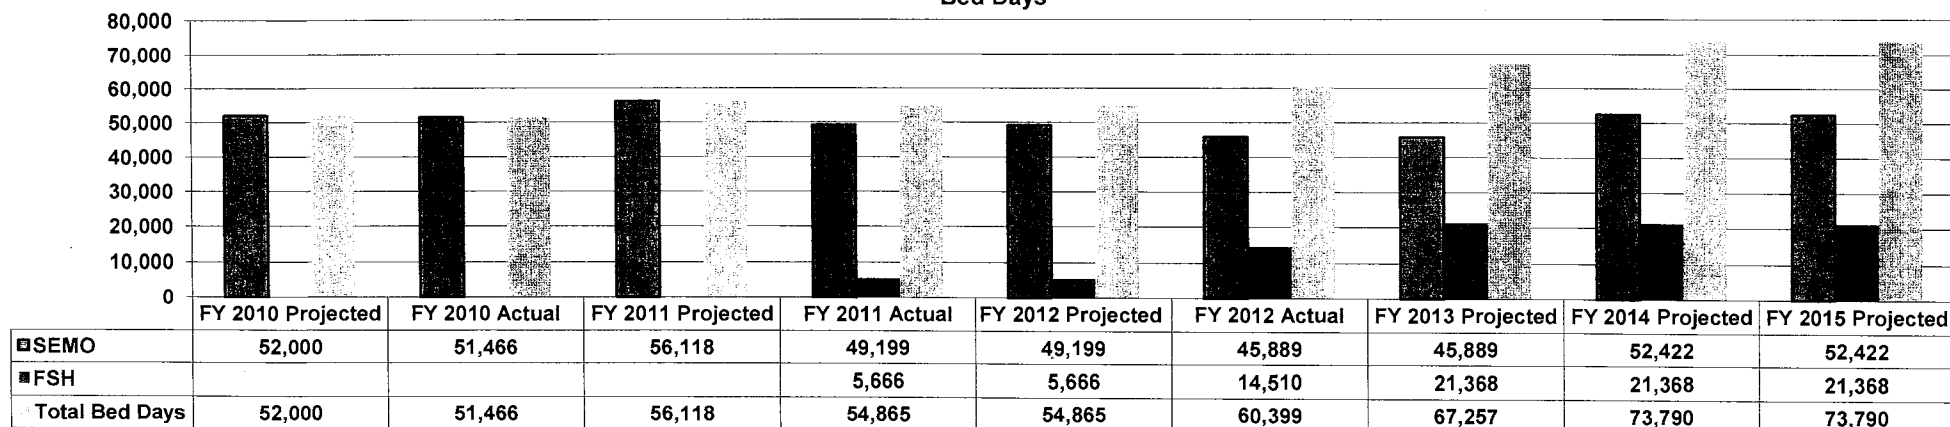 Bed Days
80,000
70,000
60,000
50,000
40,000
30,000
20,000
10,000
0
FY 2010 Projected FY 2010 Actual FY 2011 Projected FY 2011 Actual FY 2012 Projected FY 2012 Actual FY 2013 Projected FY 2014 Projected FY 2015 Projected
SEMO 52,000 51,466 56,118 49,199 49,199 45,889 45,889 52,422 52,422
FSH 5,666 5,666 14,510 21,368 21,368 21,368
Total Bed Days 52,000 51,466 56,118 54,865 54,865 60,399 67,257 73,790 73,790